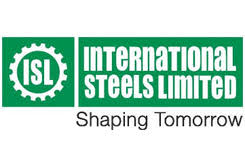 ISL
INTERNATIONAL
STEELS LIMITED
Shaping Tomorrow